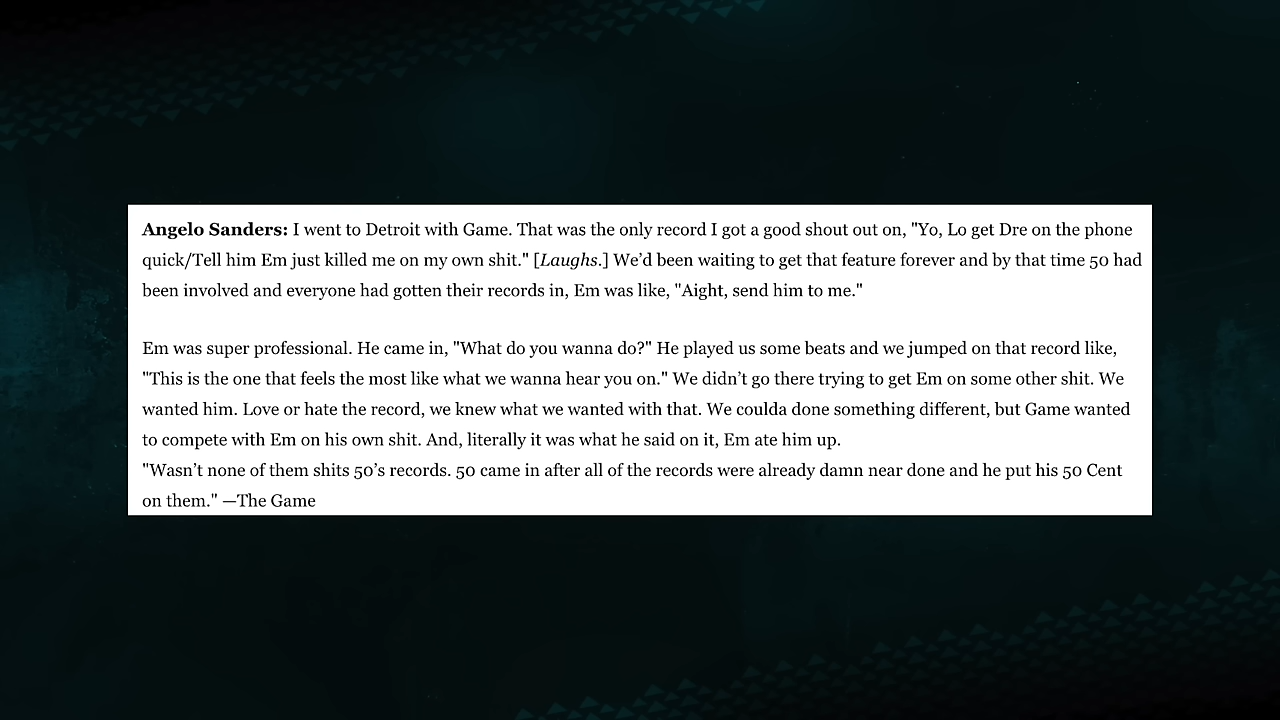 Angelo Sanders: I went to Detroit with Game. That was the only record I got a good shout out on, "Yo, Lo get Dre on the phone
quick/Tell him Em just killed me on my own shit." [Laughs.] We’d been waiting to get that feature forever and by that time 50 had
been involved and everyone had gotten their records in, Em was like, "Aight, send him to me."
Em was super professional. He came in, "What do you wanna do?" He played us some beats and we jumped on that record like,
"This is the one that feels the most like what we wanna hear you on." We didn’t go there trying to get Em on some other shit. We
wanted him. Love or hate the record, we knew what we wanted with that. We coulda done something different, but Game wanted
to compete with Em on his own shit. And, literally it was what he said on it, Em ate him up.
"Wasn’t none of them shits 50’s records. 50 came in after all of the records were already damn near done and he put his 50 Cent
on them." —The Game